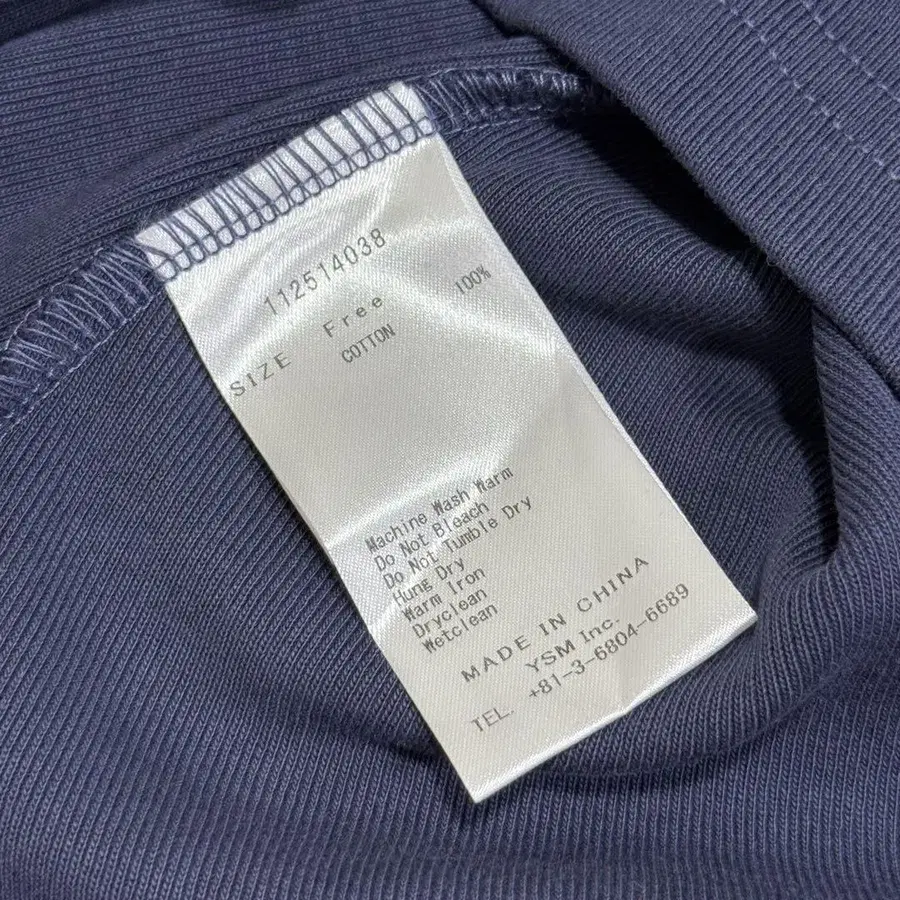 112514038
SIZE Free
COTTON 100%
Machine Wash Warm
Do Not Bleach
Do Not Tumble Dry
Hung Dry
Warm Iron
Dryclean
Wetclean
MADE IN CHINA
YSM Inc.
TEL. +81-3-6804-6689